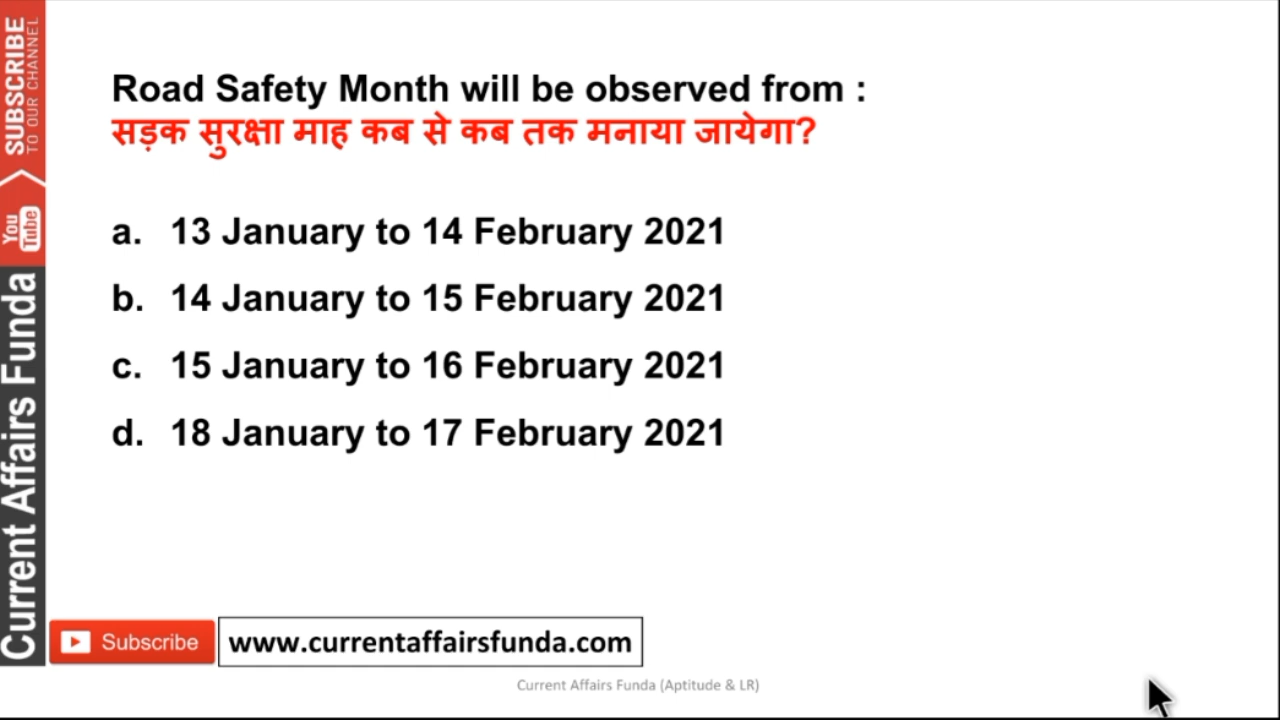 Road Safety Month will be observed from :
सड़क सुरक्षा माह कब से कब तक मनाया जायेगा?
a. 13 January to 14 February 2021
b. 14 January to 15 February 2021
c. 15 January to 16 February 2021
d. 18 January to 17 February 2021
SUBSCRIBE
TO OUR CHANNEL
You
Tube
Current Affairs Funda
Subscribe
www.currentaffairsfunda.com
Current Affairs Funda (Aptitude & LR)